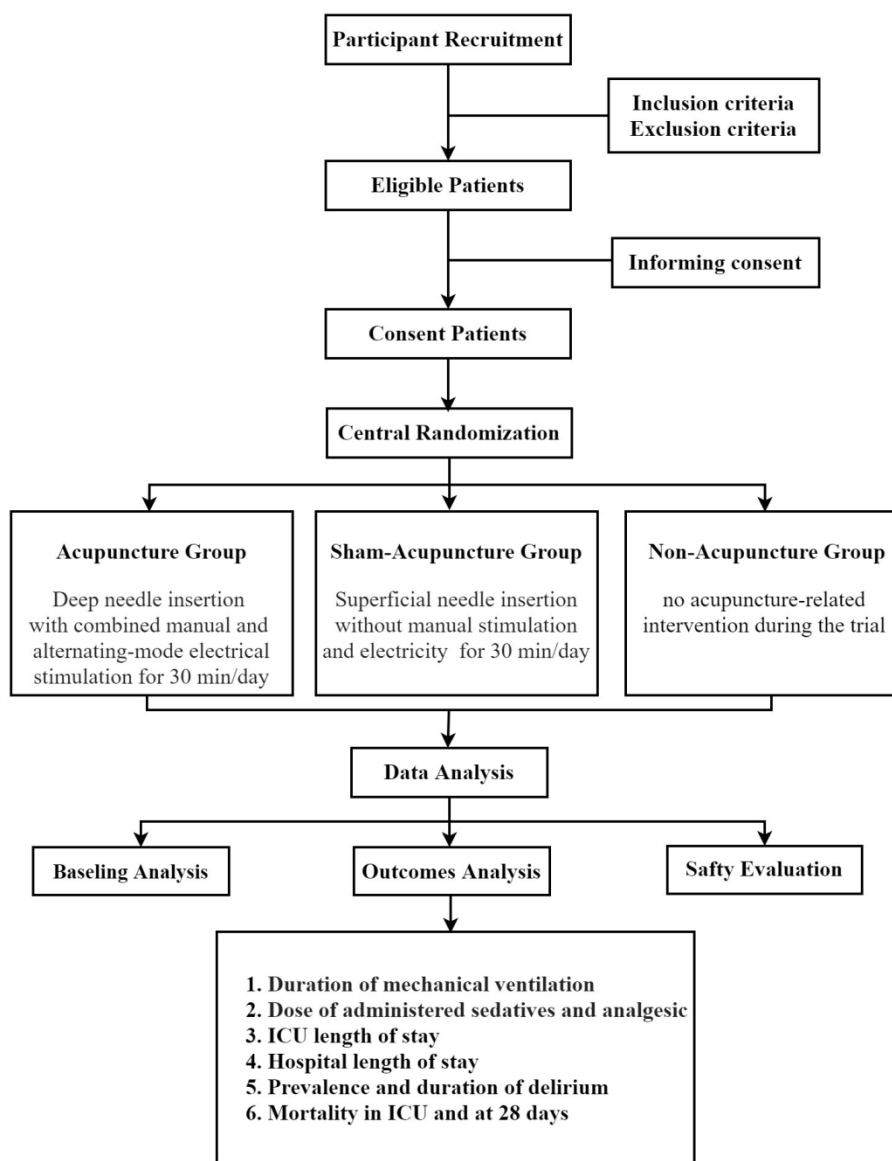 Participant Recruitment
Inclusion criteria
Exclusion criteria
Eligible Patients
Informing consent
Consent Patients
Central Randomization
Acupuncture Group
Deep needle insertion
with combined manual and
alternating-mode electrical
stimulation for 30 min/day
Sham-Acupuncture Group
Superficial needle insertion
without manual stimulation
and electricity for 30 min/day
Non-Acupuncture Group
no acupuncture-related
intervention during the trial
Data Analysis
Baseling Analysis
Outcomes Analysis
Safty Evaluation
1. Duration of mechanical ventilation
2. Dose of administered sedatives and analgesic
3. ICU length of stay
4. Hospital length of stay
5. Prevalence and duration of delirium
6. Mortality in ICU and at 28 days